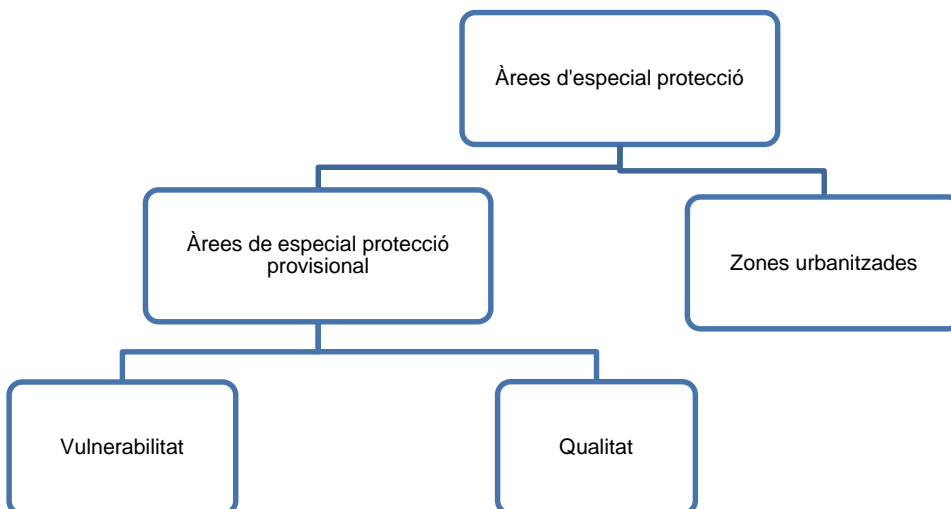 Àrees d'especial protecció
Àrees de especial protecció
provisional
Zones urbanitzades
Vulnerabilitat
Qualitat